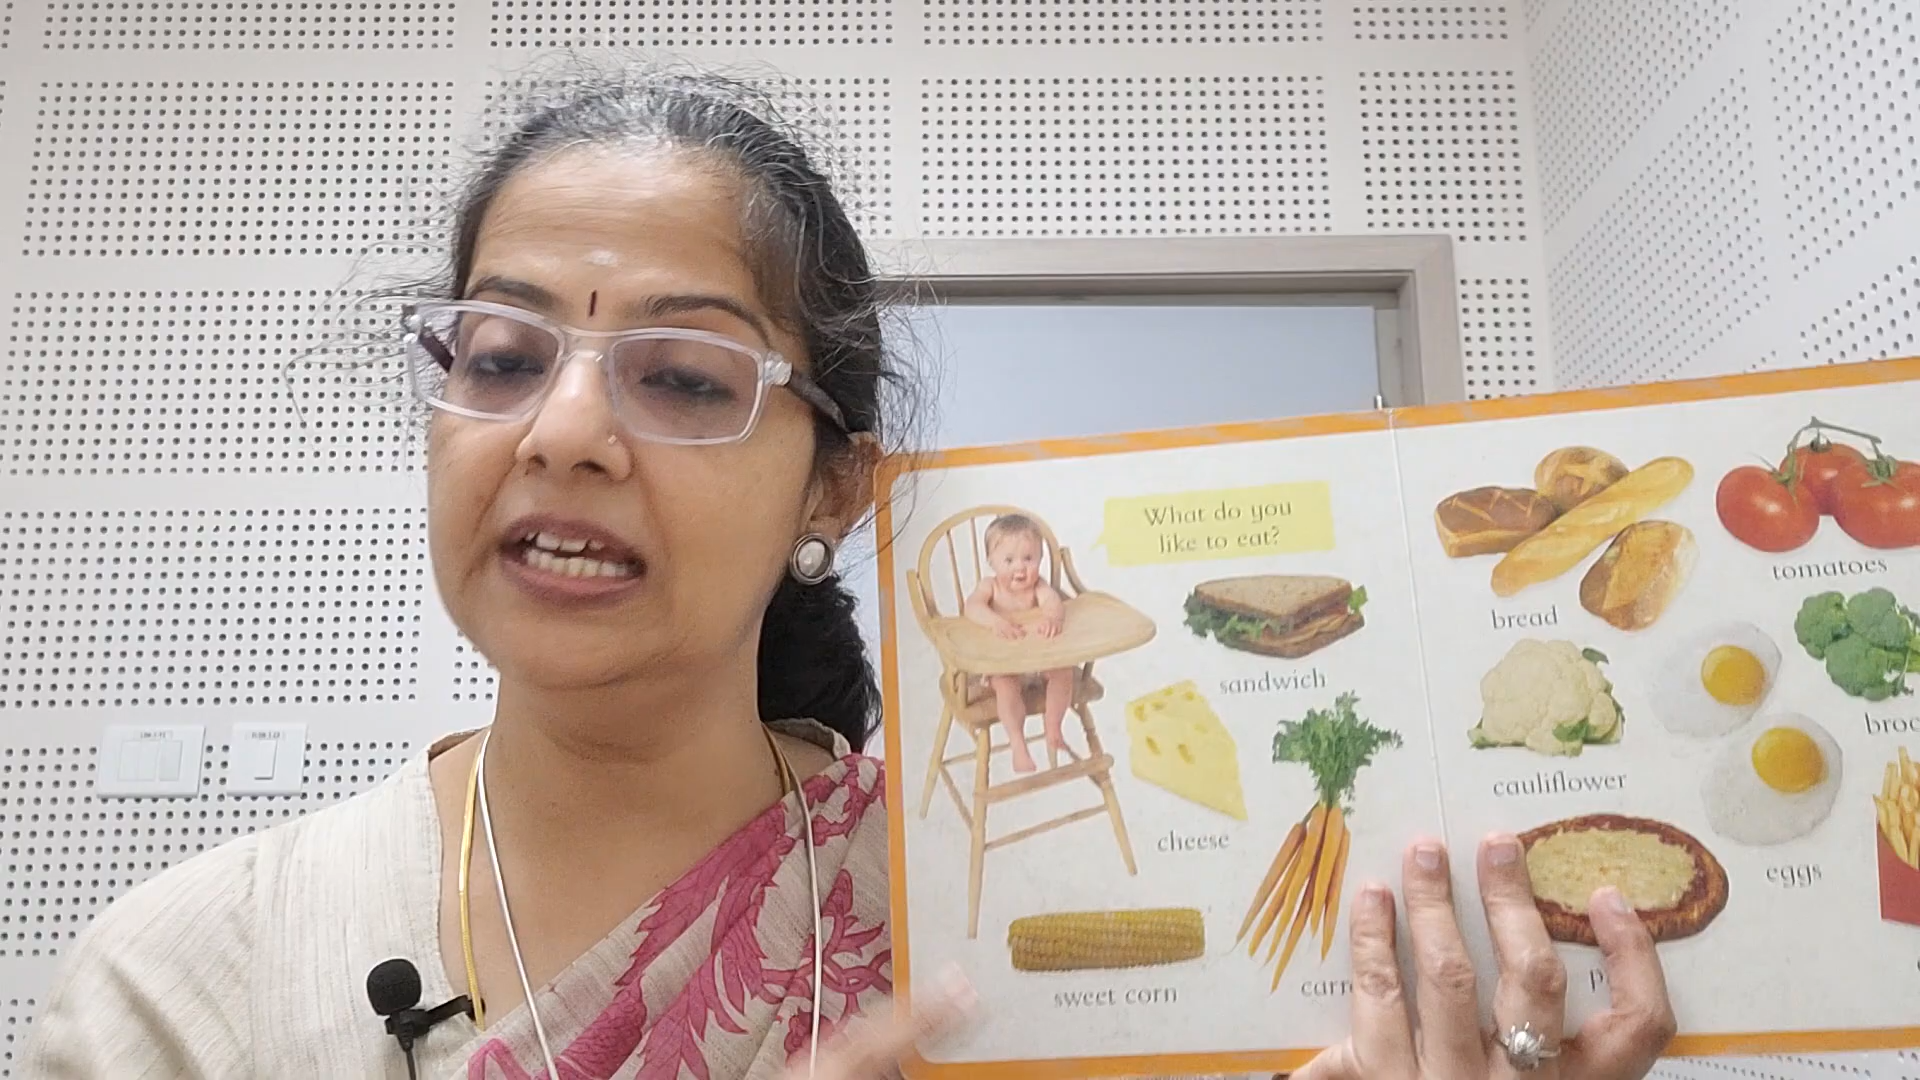 What do you
like to eat?
sandwich
cheese
sweet corn
bread
tomatoes
cauliflower
eggs